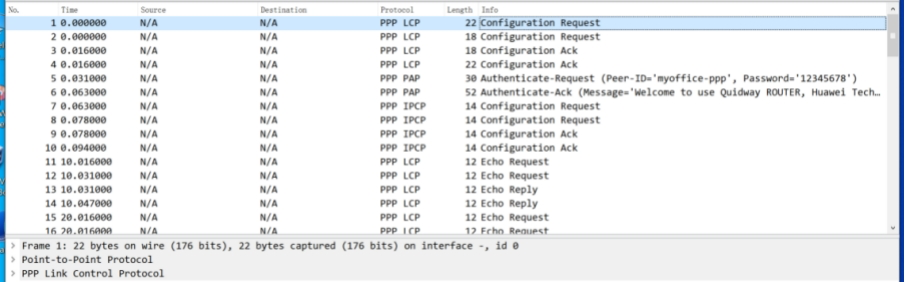 No. Time Source Destination Protocol Length Info
1 0.000000 N/A N/A PPP LCP 22 Configuration Request
2 0.000000 N/A N/A PPP LCP 18 Configuration Request
3 0.016000 N/A N/A PPP LCP 18 Configuration Ack
4 0.016000 N/A N/A PPP LCP 22 Configuration Ack
5 0.031000 N/A N/A PPP PAP 30 Authenticate-Request (Peer-ID='myoffice-ppp', Password='12345678')
6 0.063000 N/A N/A PPP PAP 52 Authenticate-Ack (Message='Welcome to use Quidway ROUTER, Huawei Tech…
7 0.063000 N/A N/A PPP IPCP 14 Configuration Request
8 0.078000 N/A N/A PPP IPCP 14 Configuration Request
9 0.078000 N/A N/A PPP IPCP 14 Configuration Ack
10 0.094000 N/A N/A PPP IPCP 14 Configuration Ack
11 10.016000 N/A N/A PPP LCP 12 Echo Request
12 10.031000 N/A N/A PPP LCP 12 Echo Request
13 10.031000 N/A N/A PPP LCP 12 Echo Reply
14 10.047000 N/A N/A PPP LCP 12 Echo Reply
15 20.016000 N/A N/A PPP LCP 12 Echo Request
16 20.016000 N/A N/A PPP LCP 12 Echo Request
> Frame 1: 22 bytes on wire (176 bits), 22 bytes captured (176 bits) on interface -, id 0
> Point-to-Point Protocol
> PPP Link Control Protocol